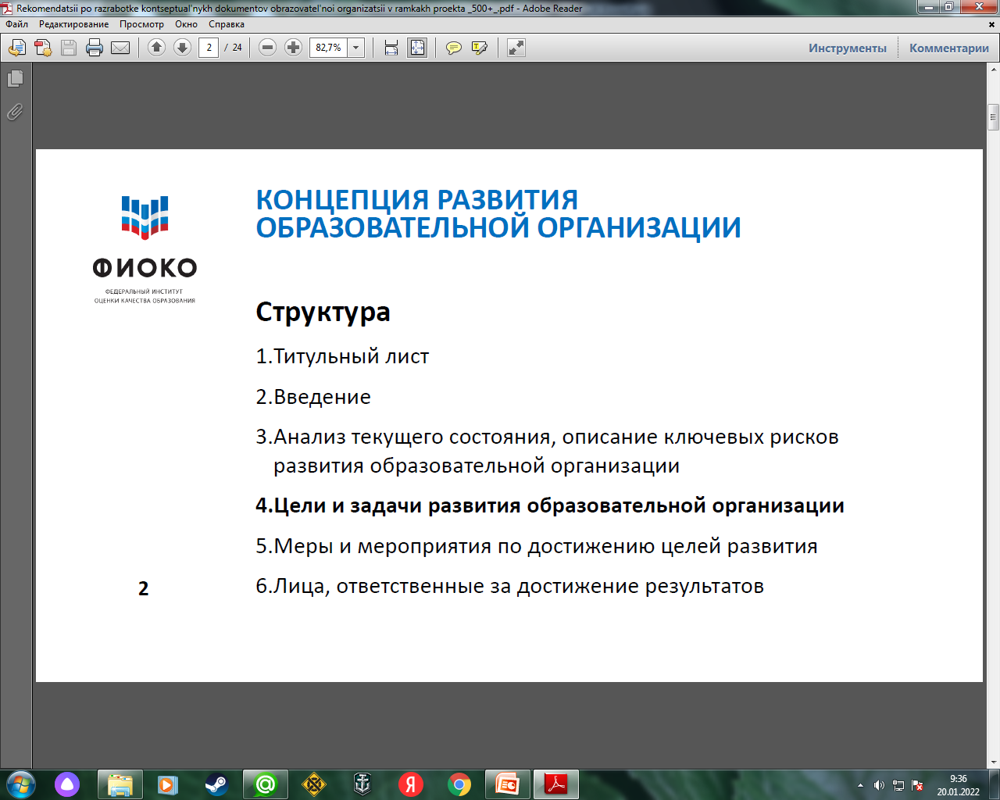 Rekomendatsii po razrabotke kontseptual'nykh dokumentov obrazovatel'noi organizatsii v ramkakh proekta _500+_.pdf - Adobe Reader
Файл Редактирование Просмотр Окно Справка
2 / 24 82,7% Инструменты Комментарии
КОНЦЕПЦИЯ РАЗВИТИЯ
ОБРАЗОВАТЕЛЬНОЙ ОРГАНИЗАЦИИ
ФИОКО
ФЕДЕРАЛЬНЫЙ ИНСТИТУТ
ОЦЕНКИ КАЧЕСТВА ОБРАЗОВАНИЯ
Структура
1.Титульный лист
2.Введение
3.Анализ текущего состояния, описание ключевых рисков
развития образовательной организации
4.Цели и задачи развития образовательной организации
5.Меры и мероприятия по достижению целей развития
6.Лица, ответственные за достижение результатов
2
9:36
20.01.2022